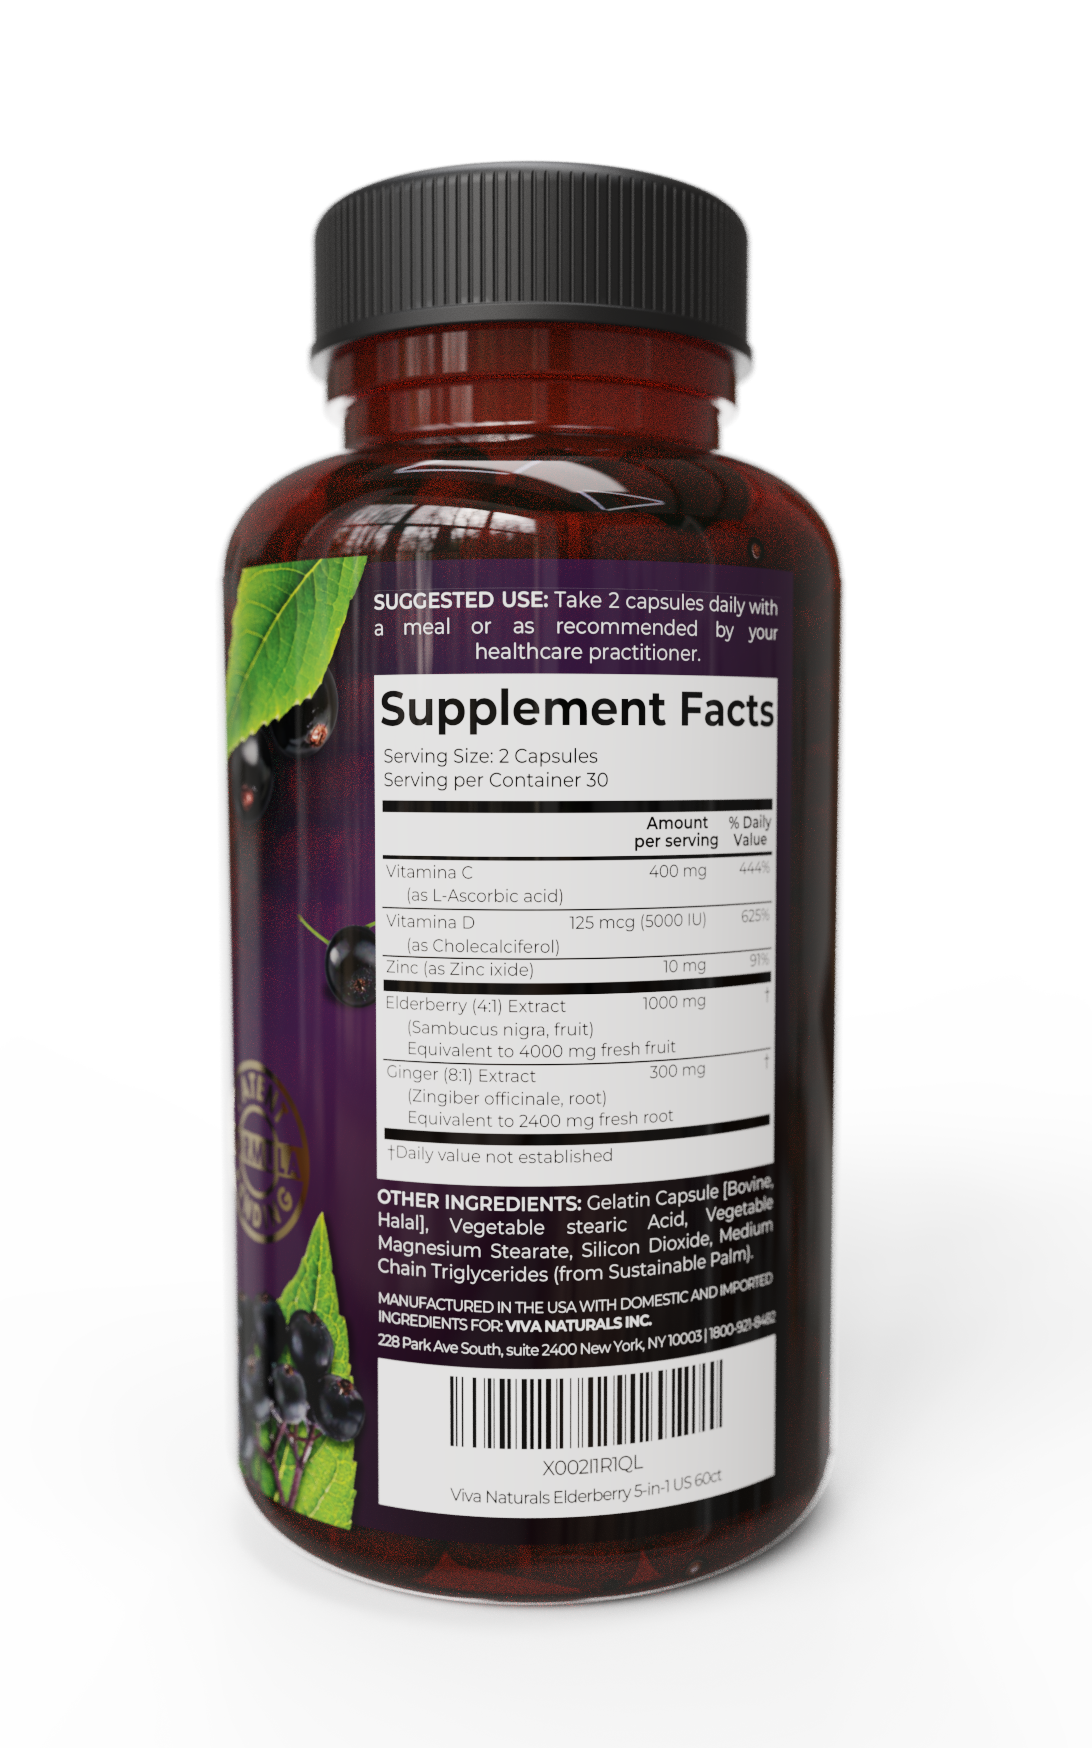 SUGGESTED USE: Take 2 capsules daily with
a meal or as recommended by your
healthcare practitioner.
Supplement Facts
Serving Size: 2 Capsules
Serving per Container 30
Amount per serving % Daily Value
Vitamina C 400 mg 444%
(as L-Ascorbic acid)
Vitamina D 125 mcg (5000 IU) 625%
(as Cholecalciferol)
Zinc (as Zinc ixide) 10 mg 91%
Elderberry (4:1) Extract 1000 mg †
(Sambucus nigra, fruit)
Equivalent to 4000 mg fresh fruit
Ginger (8:1) Extract 300 mg †
(Zingiber officinale, root)
Equivalent to 2400 mg fresh root
†Daily value not established
OTHER INGREDIENTS: Gelatin Capsule [Bovine,
Halal], Vegetable stearic Acid, Vegetable
Magnesium Stearate, Silicon Dioxide, Medium
Chain Triglycerides (from Sustainable Palm).
MANUFACTURED IN THE USA WITH DOMESTIC AND IMPORTED
INGREDIENTS FOR: VIVA NATURALS INC.
228 Park Ave South, suite 2400 New York, NY 10003 | 1800-921-8482
X002I1R1QL
Viva Naturals Elderberry 5-in-1 US 60ct